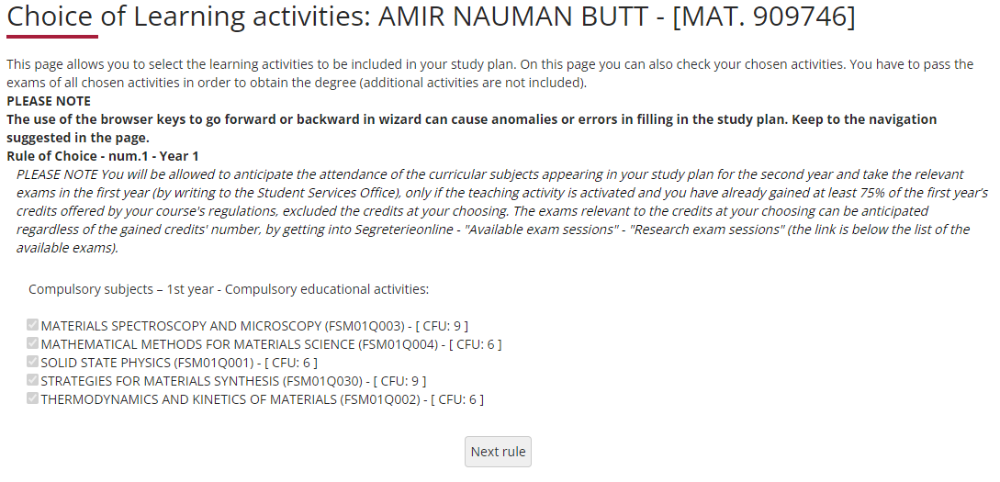 Choice of Learning activities: AMIR NAUMAN BUTT - [MAT. 909746]
This page allows you to select the learning activities to be included in your study plan. On this page you can also check your chosen activities. You have to pass the
exams of all chosen activities in order to obtain the degree (additional activities are not included).
PLEASE NOTE
The use of the browser keys to go forward or backward in wizard can cause anomalies or errors in filling in the study plan. Keep to the navigation
suggested in the page.
Rule of Choice - num.1 - Year 1
PLEASE NOTE You will be allowed to anticipate the attendance of the curricular subjects appearing in your study plan for the second year and take the relevant
exams in the first year (by writing to the Student Services Office), only if the teaching activity is activated and you have already gained at least 75% of the first year's
credits offered by your course's regulations, excluded the credits at your choosing. The exams relevant to the credits at your choosing can be anticipated
regardless of the gained credits' number, by getting into Segreterieonline - "Available exam sessions" - "Research exam sessions" (the link is below the list of the
available exams).
Compulsory subjects – 1st year - Compulsory educational activities:
MATERIALS SPECTROSCOPY AND MICROSCOPY (FSM01Q003) - [ CFU: 9 ]
MATHEMATICAL METHODS FOR MATERIALS SCIENCE (FSM01Q004) - [ CFU: 6 ]
SOLID STATE PHYSICS (FSM01Q001) - [ CFU: 6 ]
STRATEGIES FOR MATERIALS SYNTHESIS (FSM01Q030) - [ CFU: 9 ]
THERMODYNAMICS AND KINETICS OF MATERIALS (FSM01Q002) - [ CFU: 6 ]
Next rule